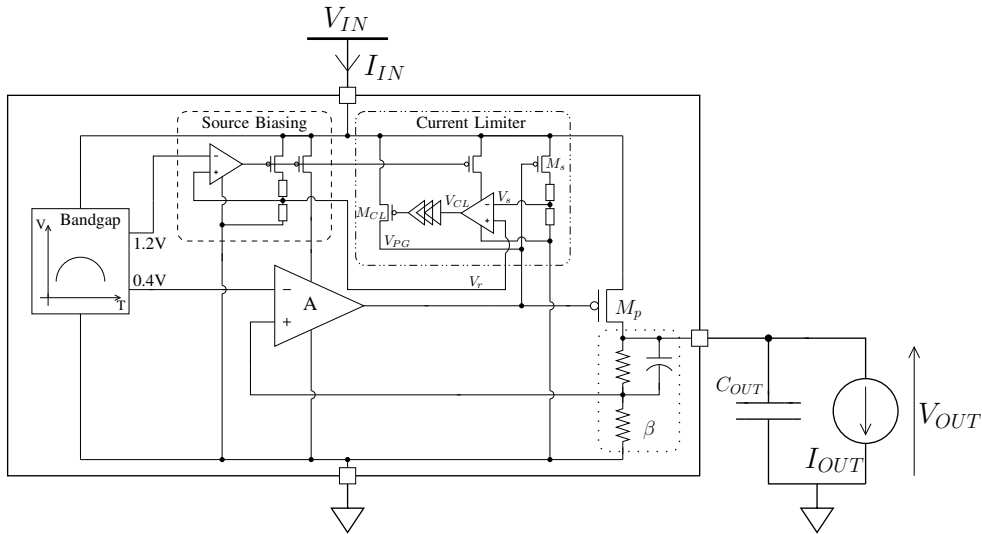 V_IN
I_IN
Source Biasing
Current Limiter
− + − +
M_s
V_CL
V_s
M_CL
Bandgap
V
T
1.2V
0.4V
V_PG
V_r
A
− +
M_p
β
C_OUT
I_OUT
V_OUT